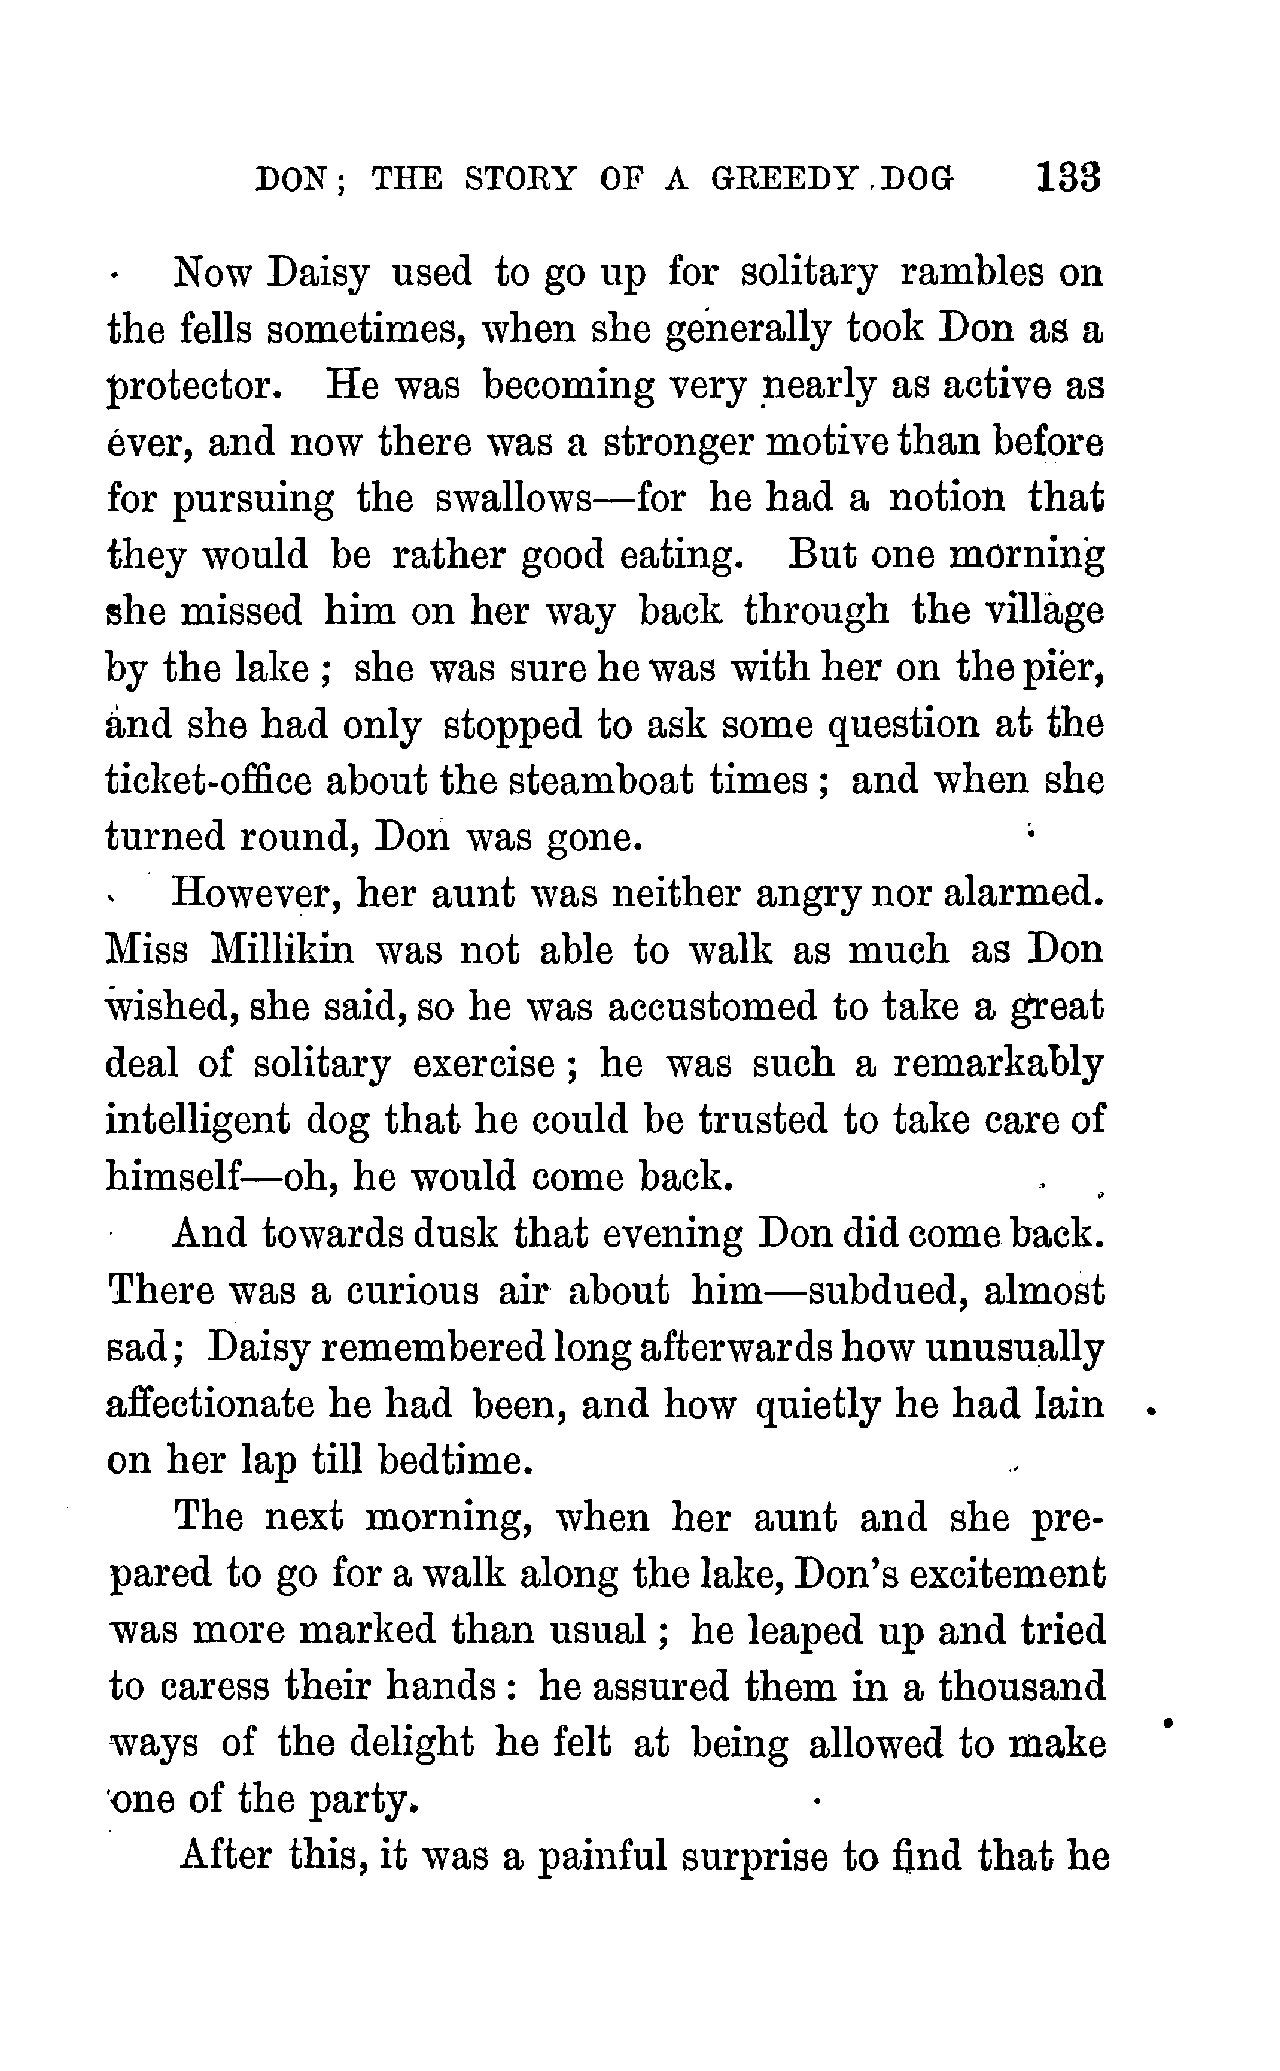 DON; THE STORY OF A GREEDY DOG 133
Now Daisy used to go up for solitary rambles on
the fells sometimes, when she generally took Don as a
protector. He was becoming very nearly as active as
ever, and now there was a stronger motive than before
for pursuing the swallows—for he had a notion that
they would be rather good eating. But one morning
she missed him on her way back through the village
by the lake; she was sure he was with her on the pier,
and she had only stopped to ask some question at the
ticket-office about the steamboat times; and when she
turned round, Don was gone.
However, her aunt was neither angry nor alarmed.
Miss Millikin was not able to walk as much as Don
wished, she said, so he was accustomed to take a great
deal of solitary exercise; he was such a remarkably
intelligent dog that he could be trusted to take care of
himself—oh, he would come back.
And towards dusk that evening Don did come back.
There was a curious air about him—subdued, almost
sad; Daisy remembered long afterwards how unusually
affectionate he had been, and how quietly he had lain
on her lap till bedtime.
The next morning, when her aunt and she pre-
pared to go for a walk along the lake, Don's excitement
was more marked than usual; he leaped up and tried
to caress their hands: he assured them in a thousand
ways of the delight he felt at being allowed to make
one of the party.
After this, it was a painful surprise to find that he